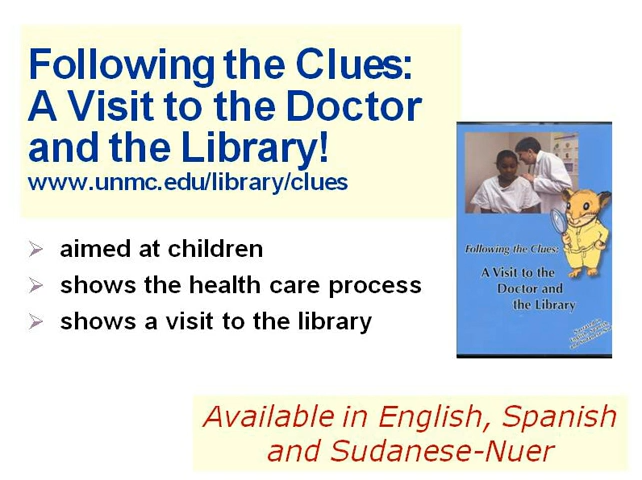 Following the Clues:
A Visit to the Doctor
and the Library!
www.unmc.edu/library/clues
aimed at children
shows the health care process
shows a visit to the library
Following the Clues:
A Visit to the
Doctor and
the Library
Available in English, Spanish
and Sudanese-Nuer